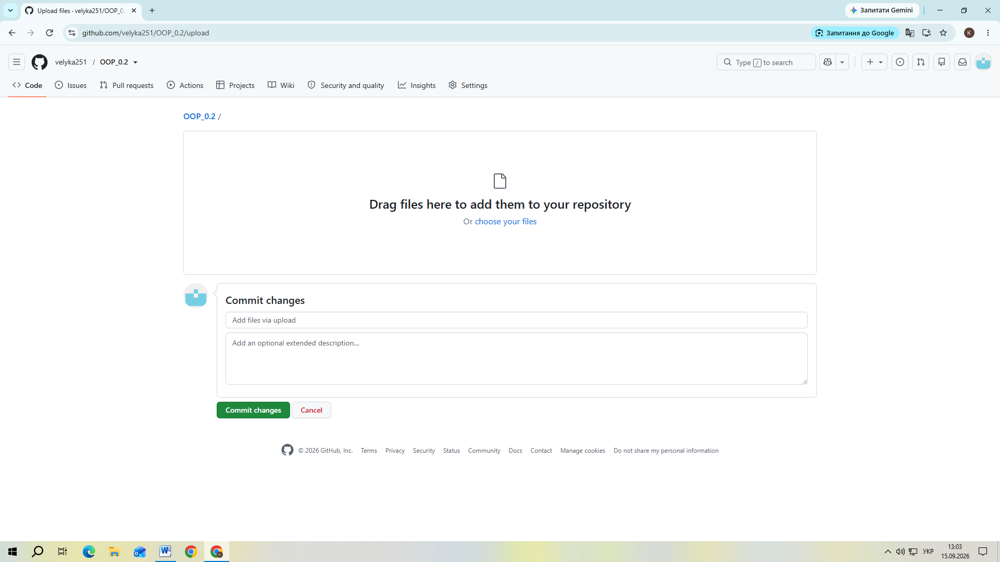 Upload files · velyka251/OOP_0.
Запитати Gemini
github.com/velyka251/OOP_0.2/upload
Запитання до Google
K
velyka251 / OOP_0.2
Type / to search
Code Issues Pull requests Actions Projects Wiki Security and quality Insights Settings
OOP_0.2 /
Drag files here to add them to your repository
Or choose your files
Commit changes
Add files via upload
Add an optional extended description...
Commit changes Cancel
© 2026 GitHub, Inc. Terms Privacy Security Status Community Docs Contact Manage cookies Do not share my personal information
УКР
13:03
15.09.2026